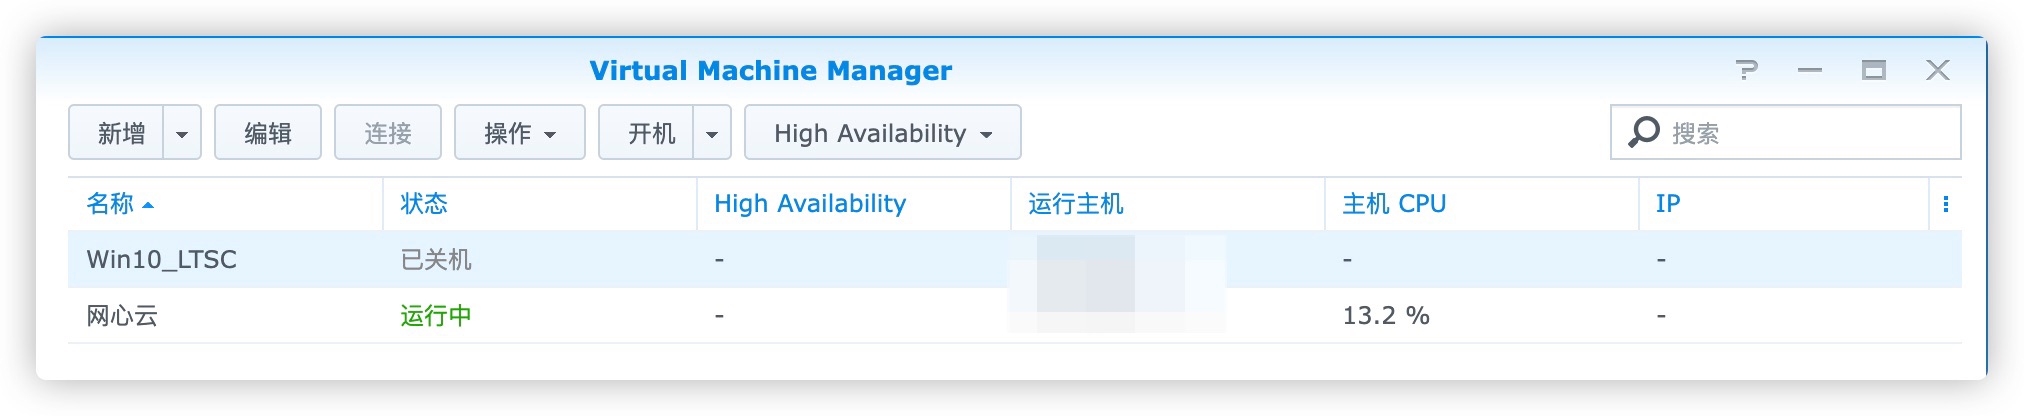 Virtual Machine Manager
新增 编辑 连接 操作 开机 High Availability 搜索
名称 状态 High Availability 运行主机 主机 CPU IP
Win10_LTSC 已关机 - - -
网心云 运行中 - 13.2 % -